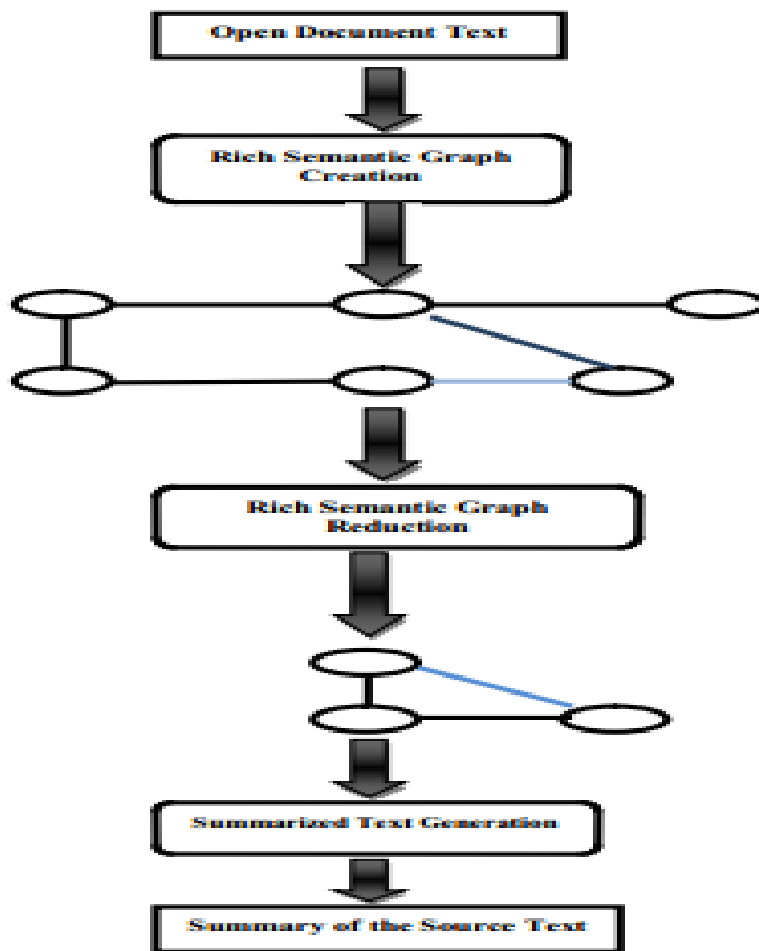 Open Document Text
Rich Semantic Graph
Creation
Rich Semantic Graph
Reduction
Summarized Text Generation
Summary of the Source Text